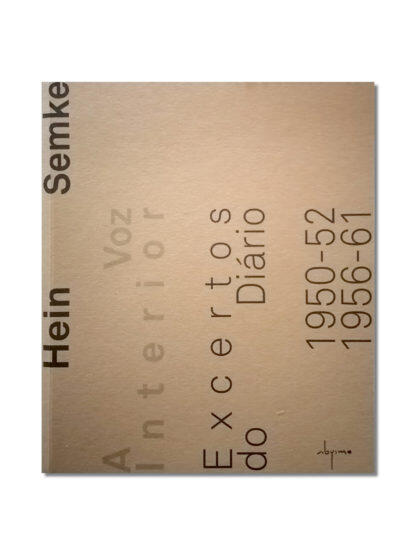 Hein Semke
A Voz
Interior
Excertos
do Diário
1950-52
1956-61
abysmo